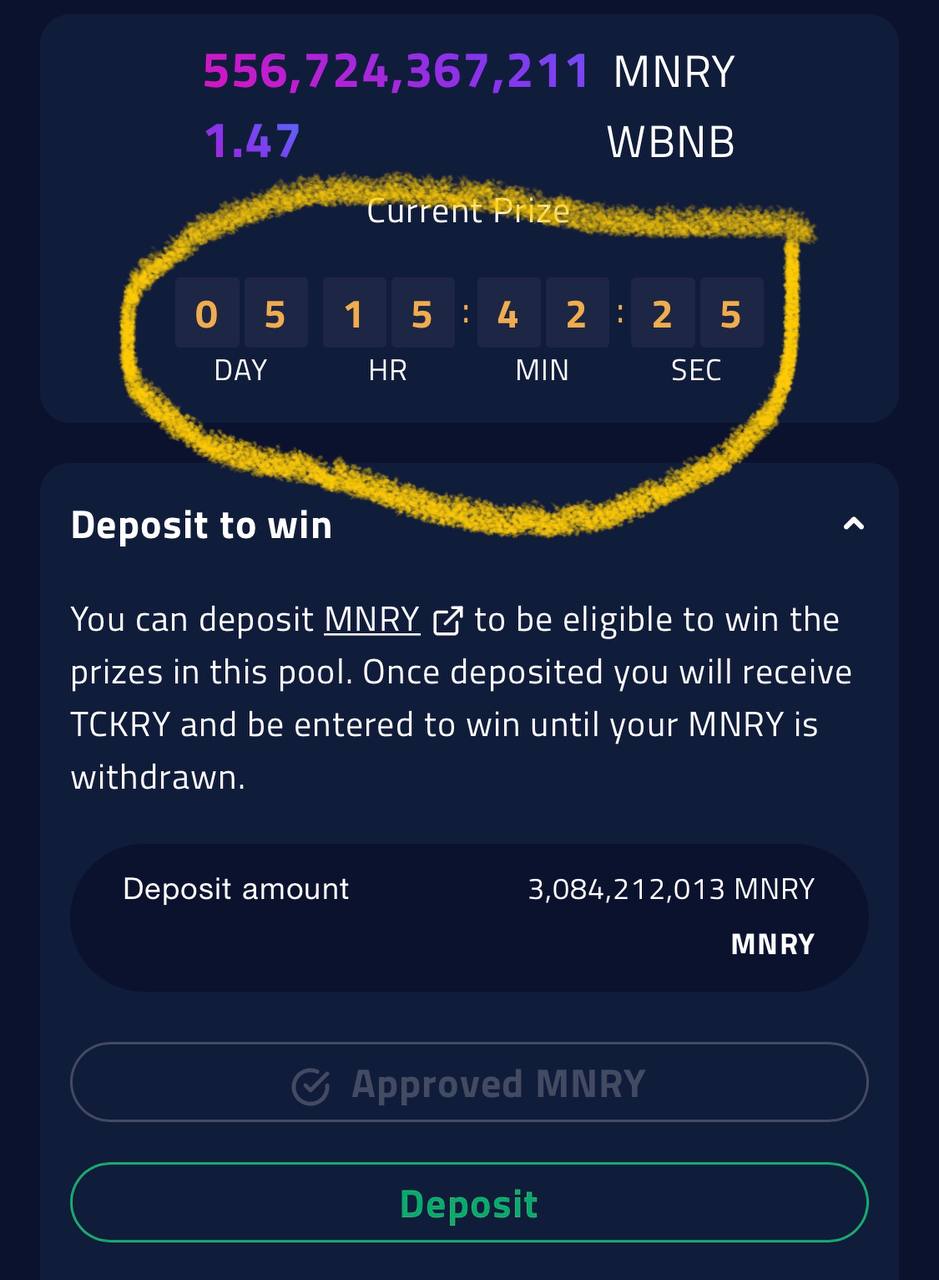 556,724,367,211 MNRY
1.47 WBNB
Current Prize
0 5 1 5 : 4 2 : 2 5
DAY HR MIN SEC
Deposit to win
You can deposit MNRY to be eligible to win the
prizes in this pool. Once deposited you will receive
TCKRY and be entered to win until your MNRY is
withdrawn.
Deposit amount 3,084,212,013 MNRY
MNRY
Approved MNRY
Deposit